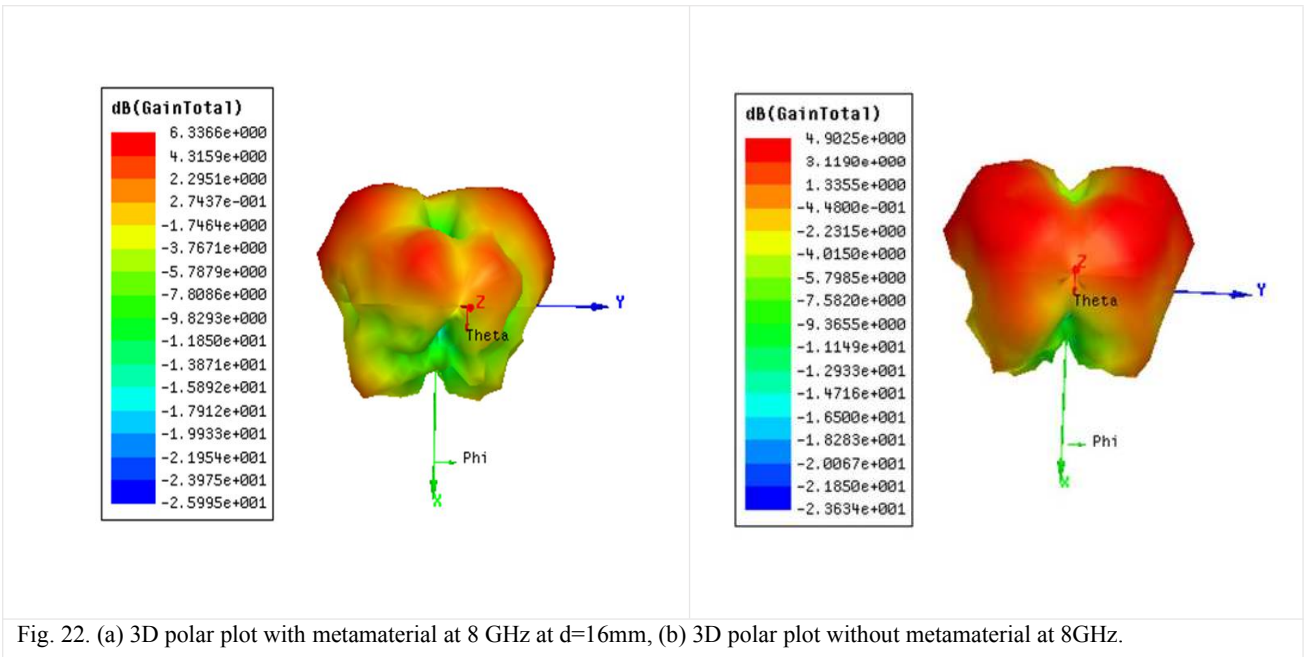 dB(GainTotal)
6.3366e+000
4.3159e+000
2.2951e+000
2.7437e-001
-1.7464e+000
-3.7671e+000
-5.7879e+000
-7.8086e+000
-9.8293e+000
-1.1850e+001
-1.3871e+001
-1.5892e+001
-1.7912e+001
-1.9933e+001
-2.1954e+001
-2.3975e+001
-2.5995e+001
Z
Y
Theta
Phi
X
dB(GainTotal)
4.9025e+000
3.1190e+000
1.3355e+000
-4.4800e-001
-2.2315e+000
-4.0150e+000
-5.7985e+000
-7.5820e+000
-9.3655e+000
-1.1149e+001
-1.2933e+001
-1.4716e+001
-1.6500e+001
-1.8283e+001
-2.0067e+001
-2.1850e+001
-2.3634e+001
Z
Y
Theta
Phi
X
Fig. 22. (a) 3D polar plot with metamaterial at 8 GHz at d=16mm, (b) 3D polar plot without metamaterial at 8GHz.